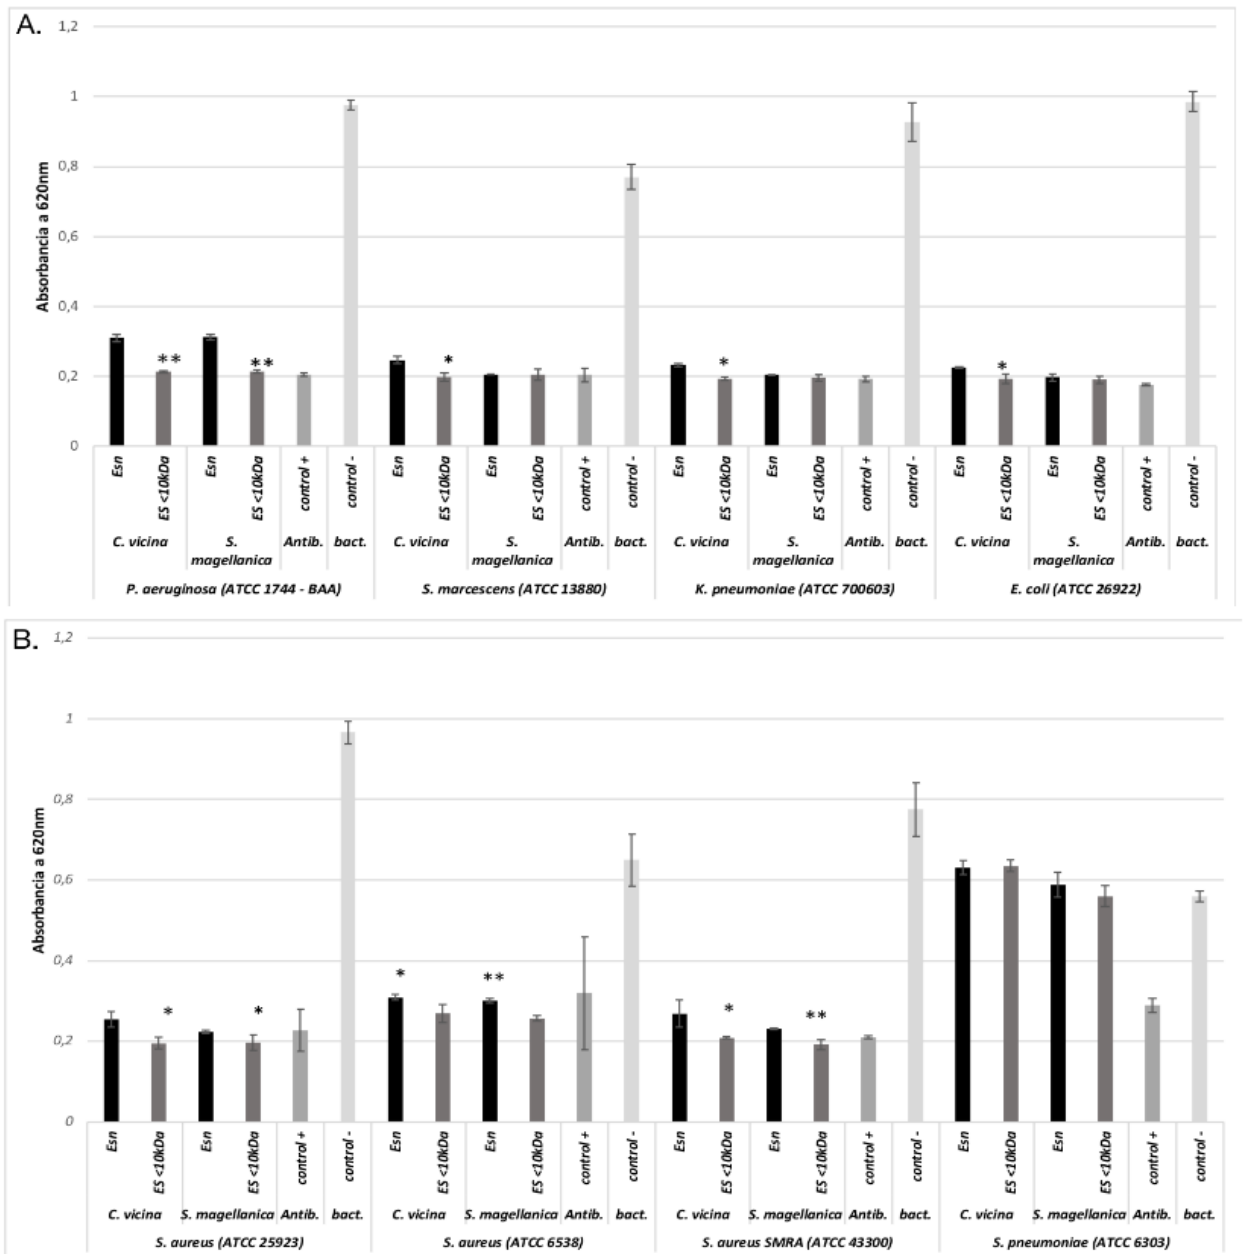 A.
1,2
1
0,8
0,6
0,4
0,2
0
Absorbancia a 620nm
** ** * * *
Esn ES <10kDa Esn ES <10kDa control + control - Esn ES <10kDa Esn ES <10kDa control + control - Esn ES <10kDa Esn ES <10kDa control + control - Esn ES <10kDa Esn ES <10kDa control + control -
C. vicina S. magellanica Antib. bact. C. vicina S. magellanica Antib. bact. C. vicina S. magellanica Antib. bact. C. vicina S. magellanica Antib. bact.
P. aeruginosa (ATCC 1744 - BAA) S. marcescens (ATCC 13880) K. pneumoniae (ATCC 700603) E. coli (ATCC 26922)
B.
1,2
1
0,8
0,6
0,4
0,2
0
Absorbancia a 620nm
* * * ** * **
Esn ES <10kDa Esn ES <10kDa control + control - Esn ES <10kDa Esn ES <10kDa control + control - Esn ES <10kDa Esn ES <10kDa control + control - Esn ES <10kDa Esn ES <10kDa control + control -
C. vicina S. magellanica Antib. bact. C. vicina S. magellanica Antib. bact. C. vicina S. magellanica Antib. bact. C. vicina S. magellanica Antib. bact.
S. aureus (ATCC 25923) S. aureus (ATCC 6538) S. aureus SMRA (ATCC 43300) S. pneumoniae (ATCC 6303)